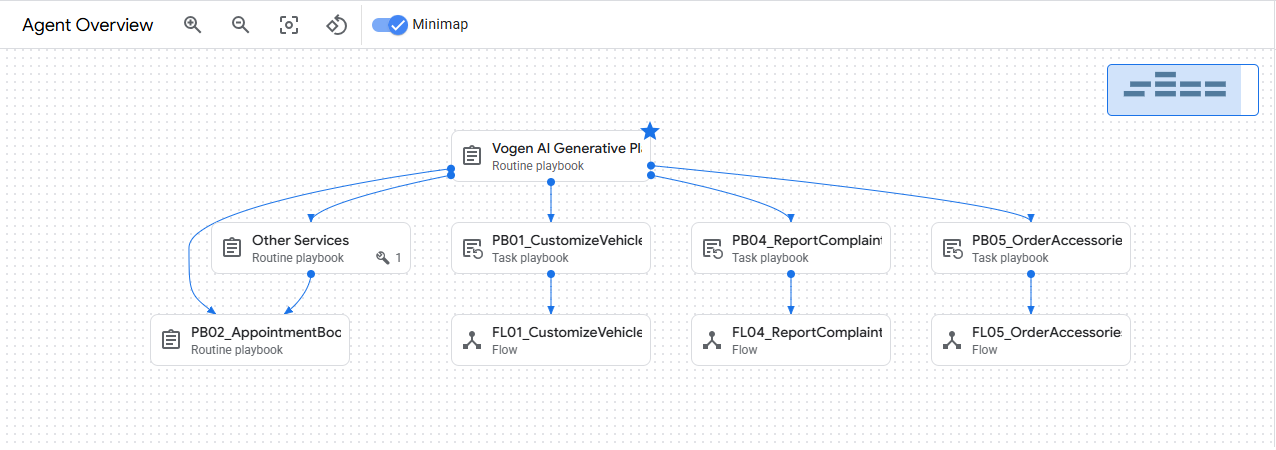 Agent Overview
Minimap
Vogen AI Generative Pl
Routine playbook
Other Services
Routine playbook
1
PB01_CustomizeVehicle
Task playbook
PB04_ReportComplaint
Task playbook
PB05_OrderAccessorie
Task playbook
PB02_AppointmentBoo
Routine playbook
FL01_CustomizeVehicle
Flow
FL04_ReportComplaint
Flow
FL05_OrderAccessories
Flow